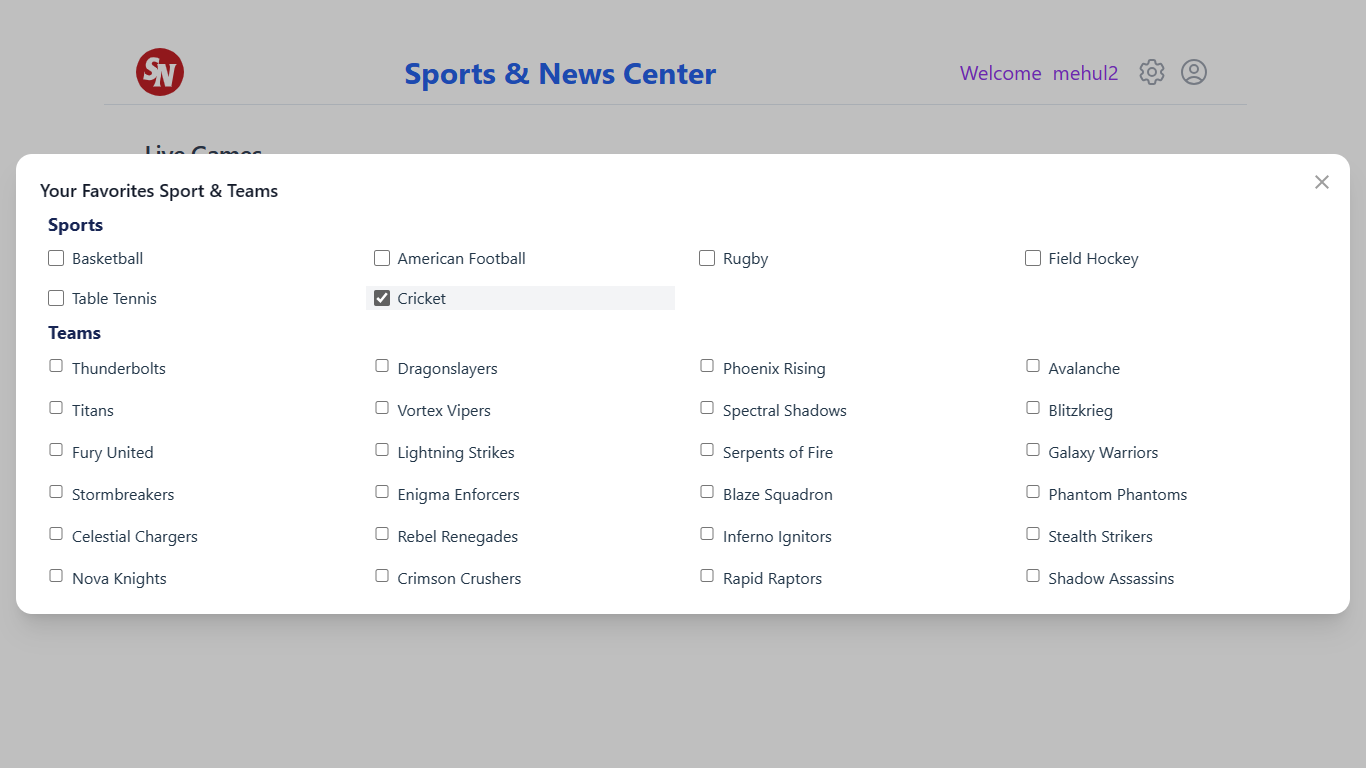 SN
Sports & News Center
Welcome mehul2
Live Games
Your Favorites Sport & Teams
Sports
Basketball American Football Rugby Field Hockey
Table Tennis Cricket
Teams
Thunderbolts Dragonslayers Phoenix Rising Avalanche
Titans Vortex Vipers Spectral Shadows Blitzkrieg
Fury United Lightning Strikes Serpents of Fire Galaxy Warriors
Stormbreakers Enigma Enforcers Blaze Squadron Phantom Phantoms
Celestial Chargers Rebel Renegades Inferno Ignitors Stealth Strikers
Nova Knights Crimson Crushers Rapid Raptors Shadow Assassins